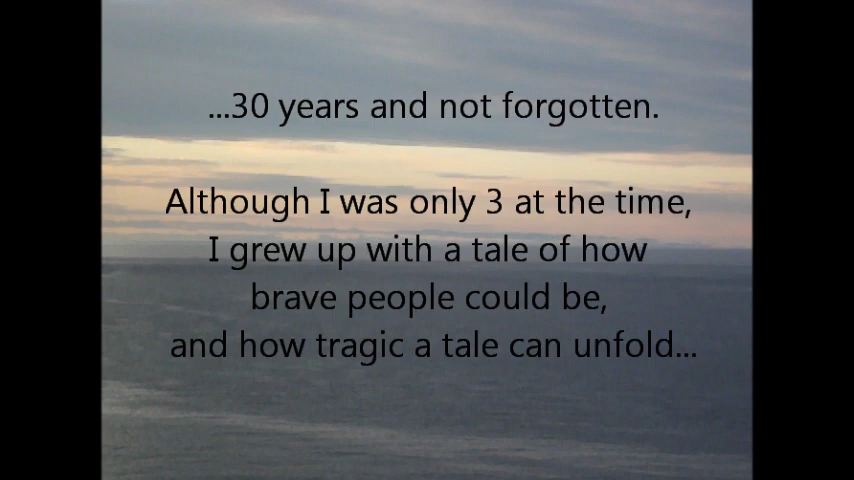 ...30 years and not forgotten.
Although I was only 3 at the time,
I grew up with a tale of how
brave people could be,
and how tragic a tale can unfold...